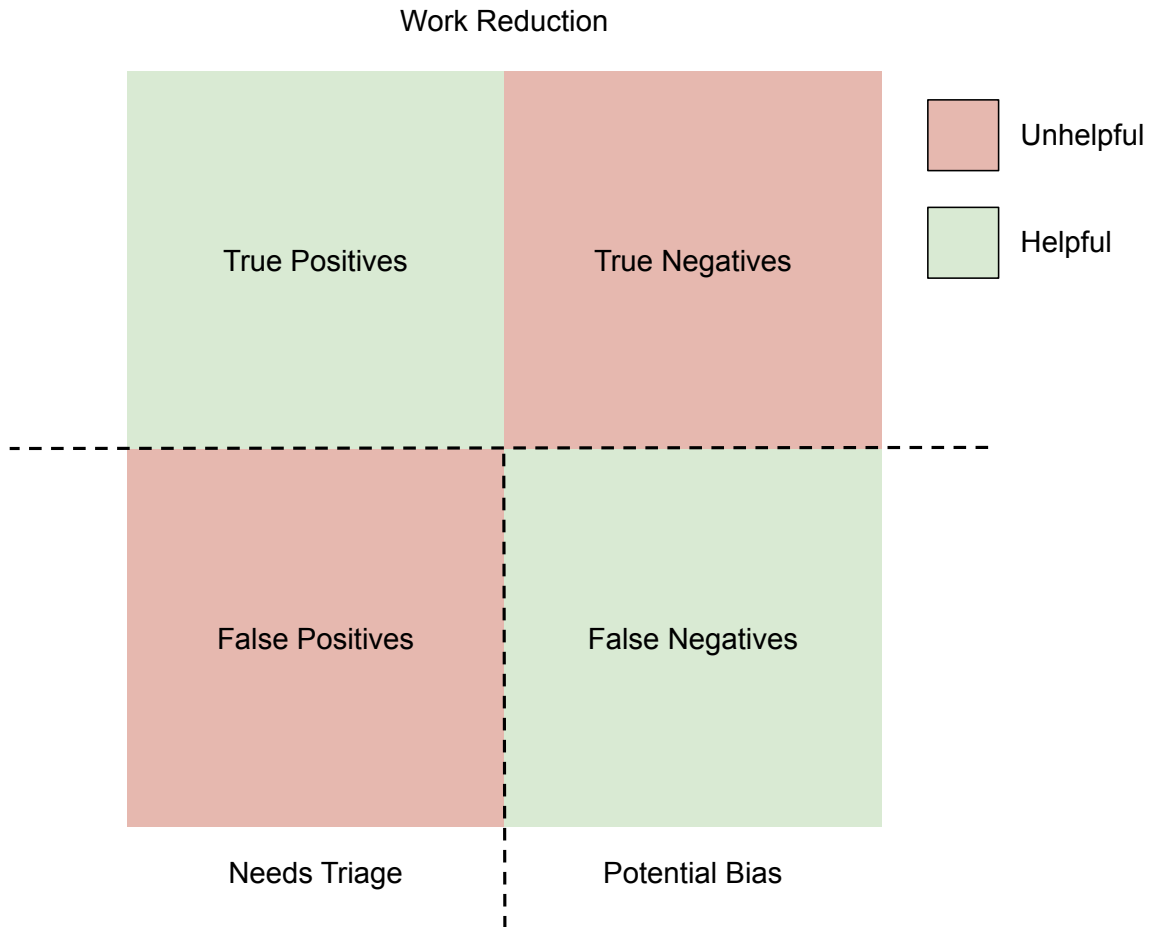 Work Reduction
Unhelpful
Helpful
True Positives
True Negatives
False Positives
False Negatives
Needs Triage
Potential Bias